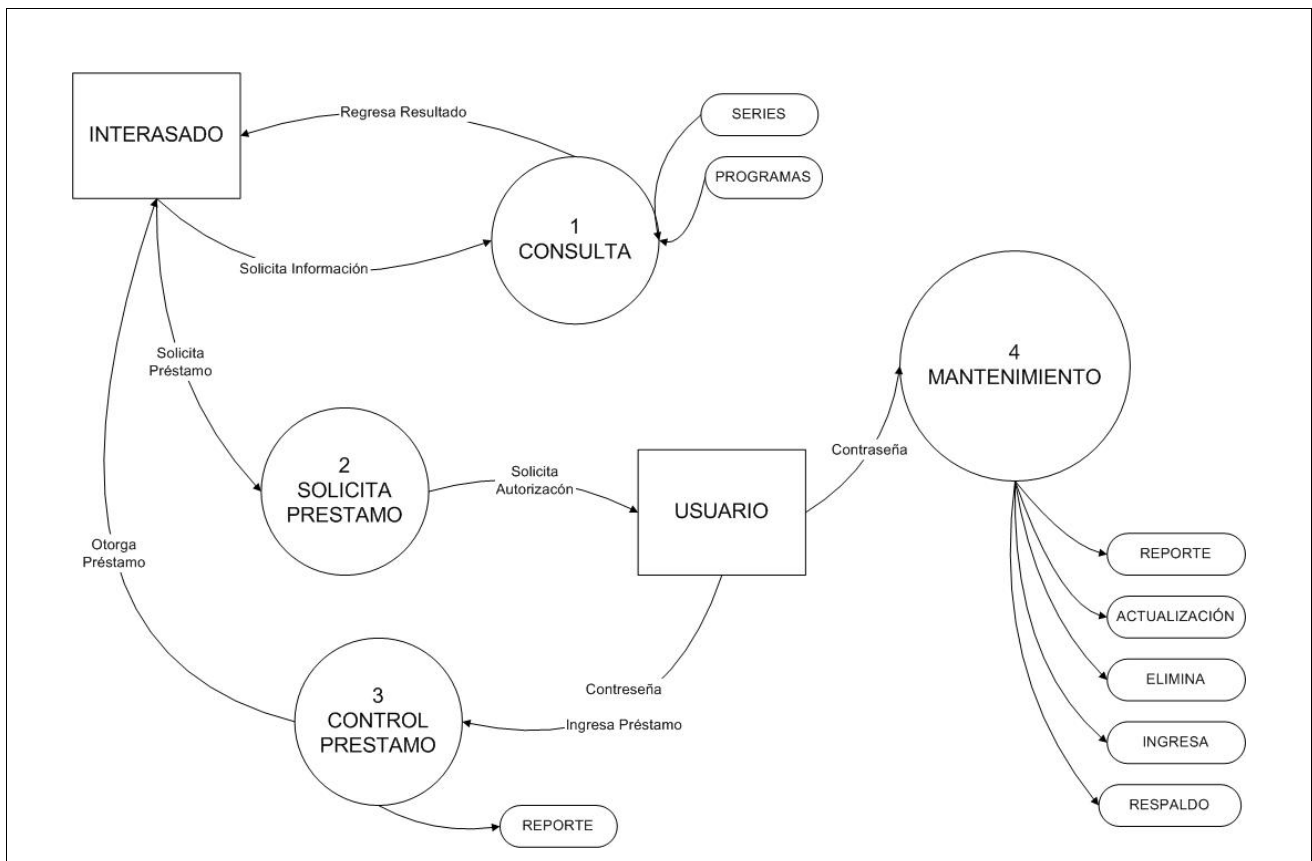 Regresa Resultado
SERIES
INTERASADO
PROGRAMAS
1
CONSULTA
Solicita Información
Solicita
Préstamo
4
MANTENIMIENTO
Contraseña
2
SOLICITA
PRESTAMO
Solicita
Autorizacón
USUARIO
Otorga
Préstamo
REPORTE
ACTUALIZACIÓN
ELIMINA
INGRESA
RESPALDO
Contreseña
Ingresa Préstamo
3
CONTROL
PRESTAMO
REPORTE